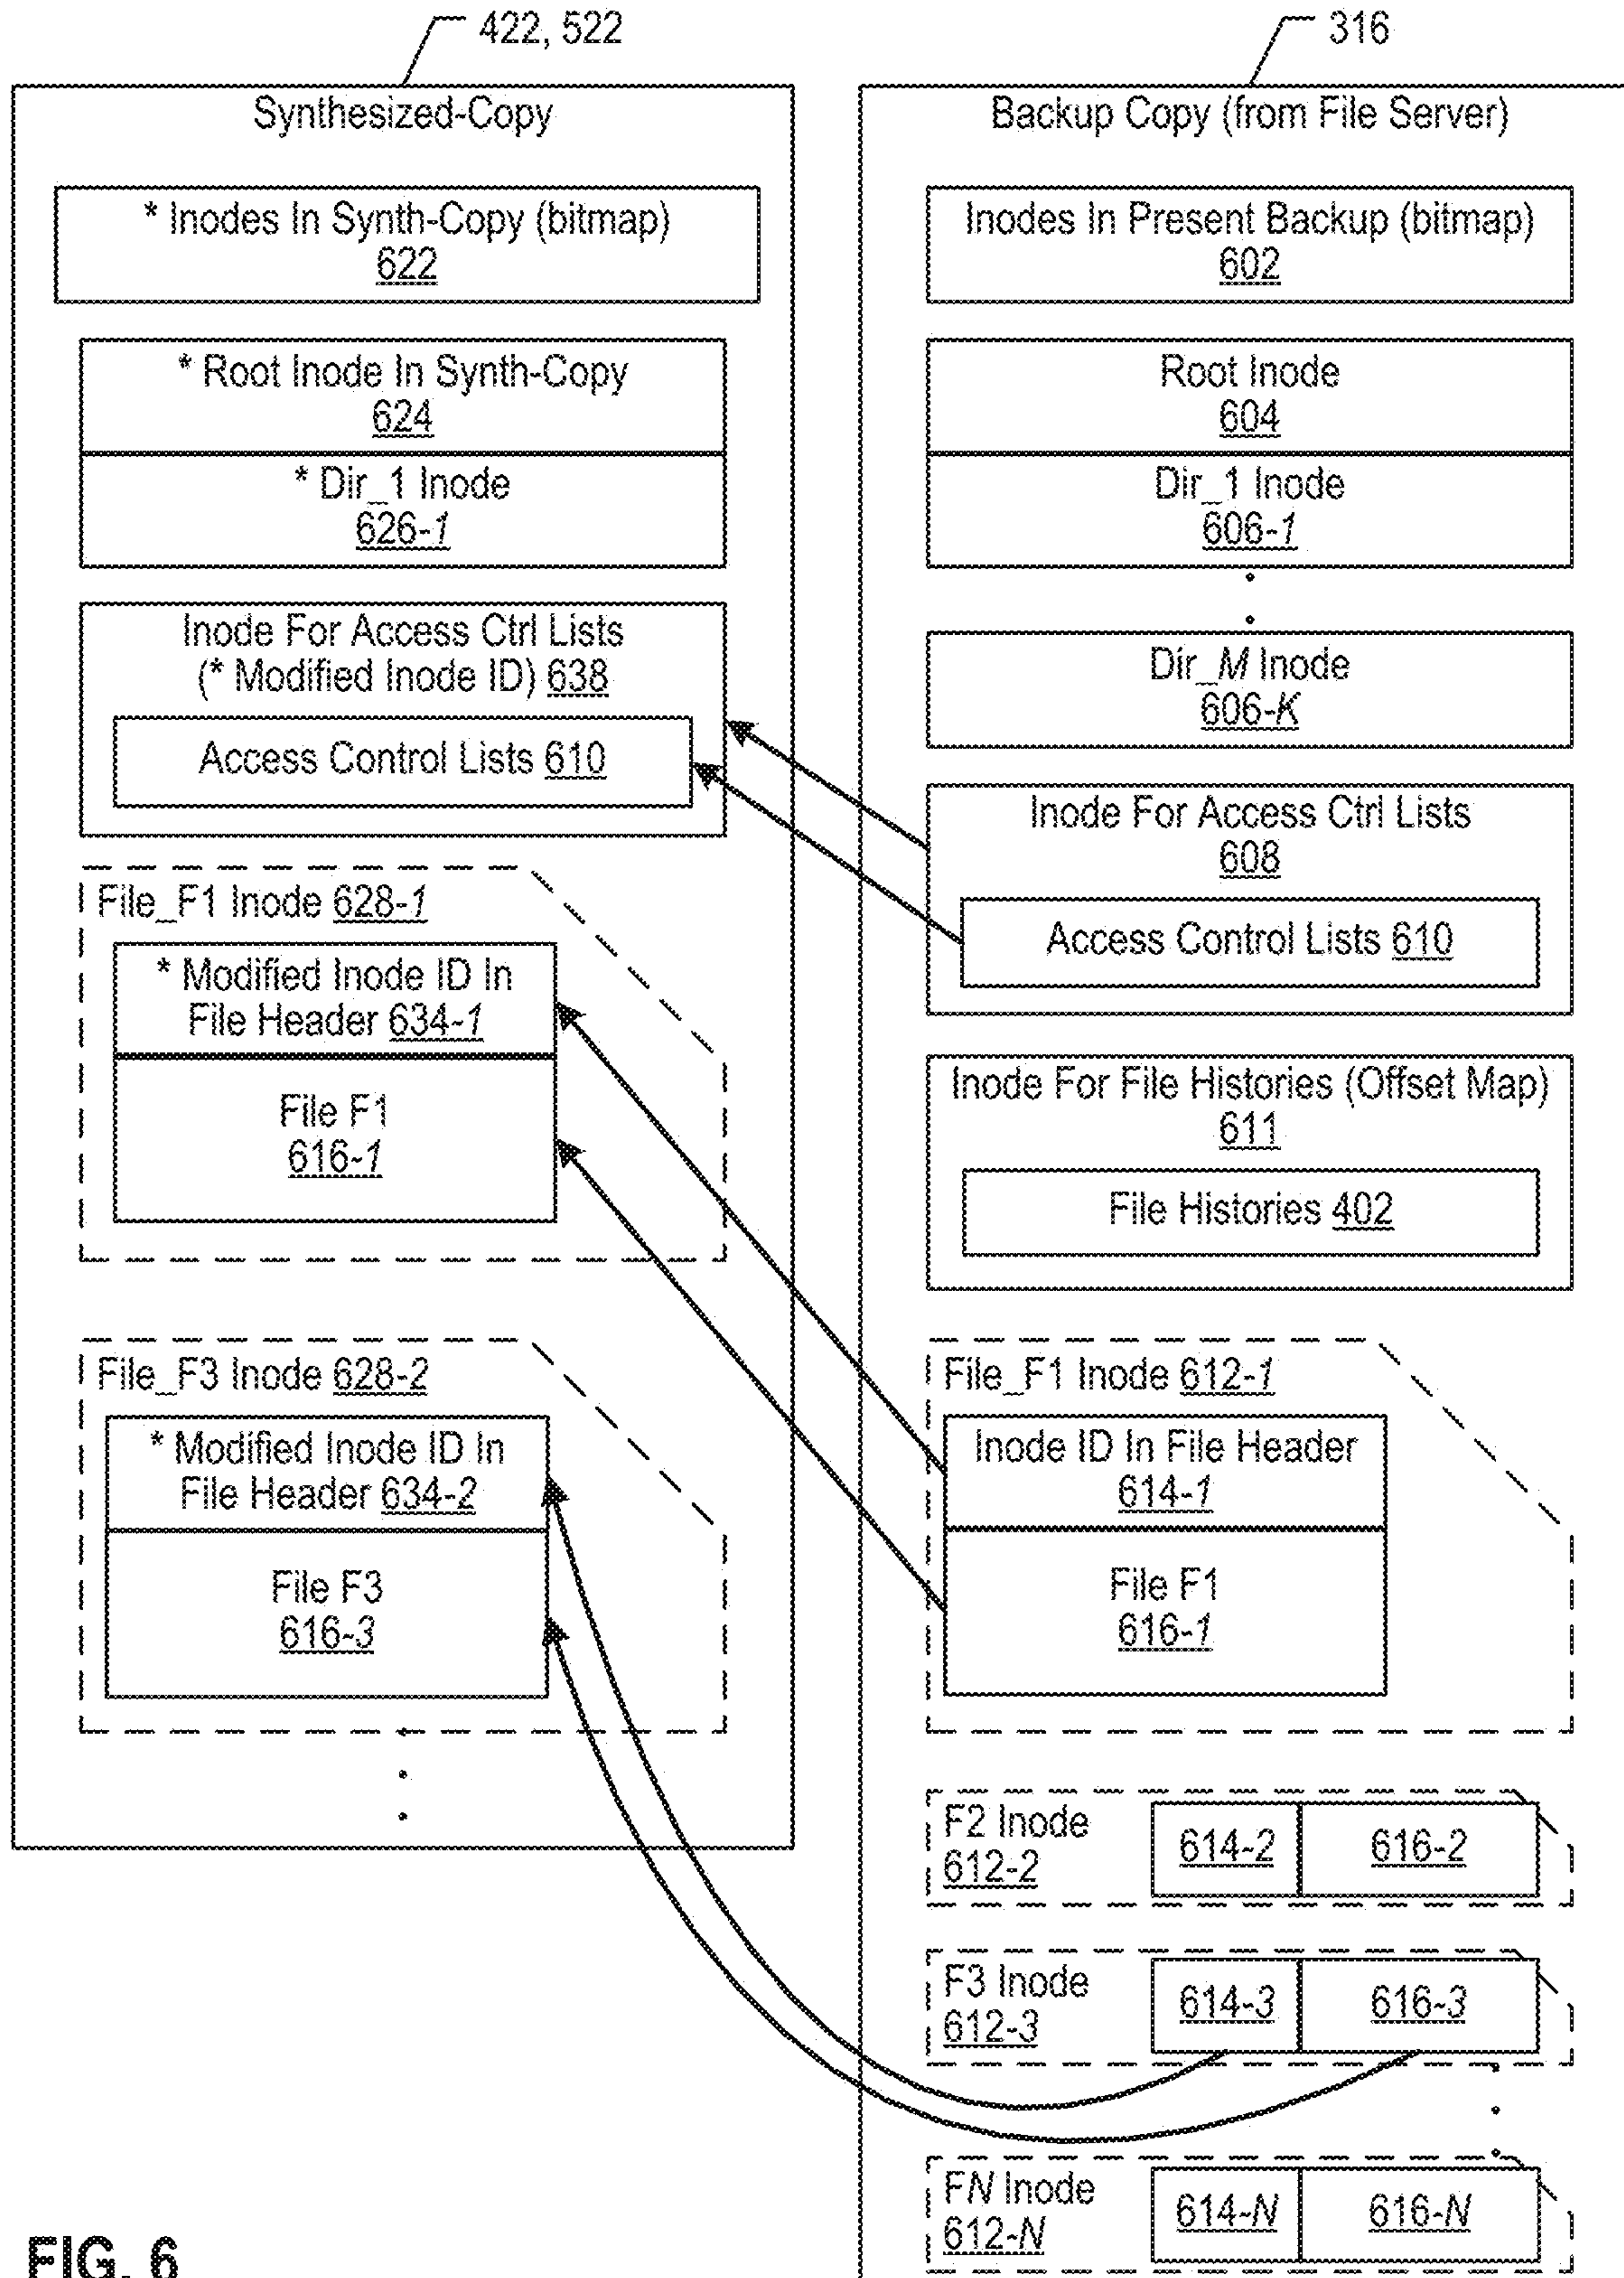 422, 522
Synthesized-Copy
* Inodes In Synth-Copy (bitmap)
622
* Root Inode In Synth-Copy
624
* Dir_1 Inode
626-1
Inode For Access Ctrl Lists
(* Modified Inode ID) 638
Access Control Lists 610
File_F1 Inode 628-1
* Modified Inode ID In
File Header 634-1
File F1
616-1
File_F3 Inode 628-2
* Modified Inode ID In
File Header 634-2
File F3
616-3
316
Backup Copy (from File Server)
Inodes In Present Backup (bitmap)
602
Root Inode
604
Dir_1 Inode
606-1
Dir_M Inode
606-K
Inode For Access Ctrl Lists
608
Access Control Lists 610
Inode For File Histories (Offset Map)
611
File Histories 402
File_F1 Inode 612-1
Inode ID In File Header
614-1
File F1
616-1
F2 Inode
612-2
614-2
616-2
F3 Inode
612-3
614-3
616-3
FN Inode
612-N
614-N
616-N
FIG. 6